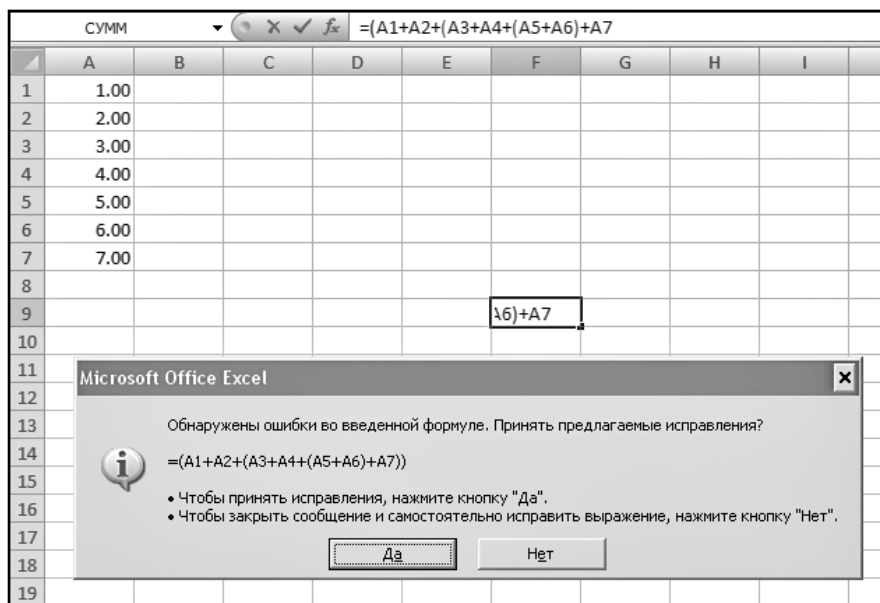 СУММ fx =(A1+A2+(A3+A4+(A5+A6)+A7
A B C D E F G H I
1 1.00
2 2.00
3 3.00
4 4.00
5 5.00
6 6.00
7 7.00
8
9 A6)+A7
10
11
12
13
14
15
16
17
18
19
Microsoft Office Excel
Обнаружены ошибки во введенной формуле. Принять предлагаемые исправления?
=(A1+A2+(A3+A4+(A5+A6)+A7))
• Чтобы принять исправления, нажмите кнопку "Да".
• Чтобы закрыть сообщение и самостоятельно исправить выражение, нажмите кнопку "Нет".
Да Нет